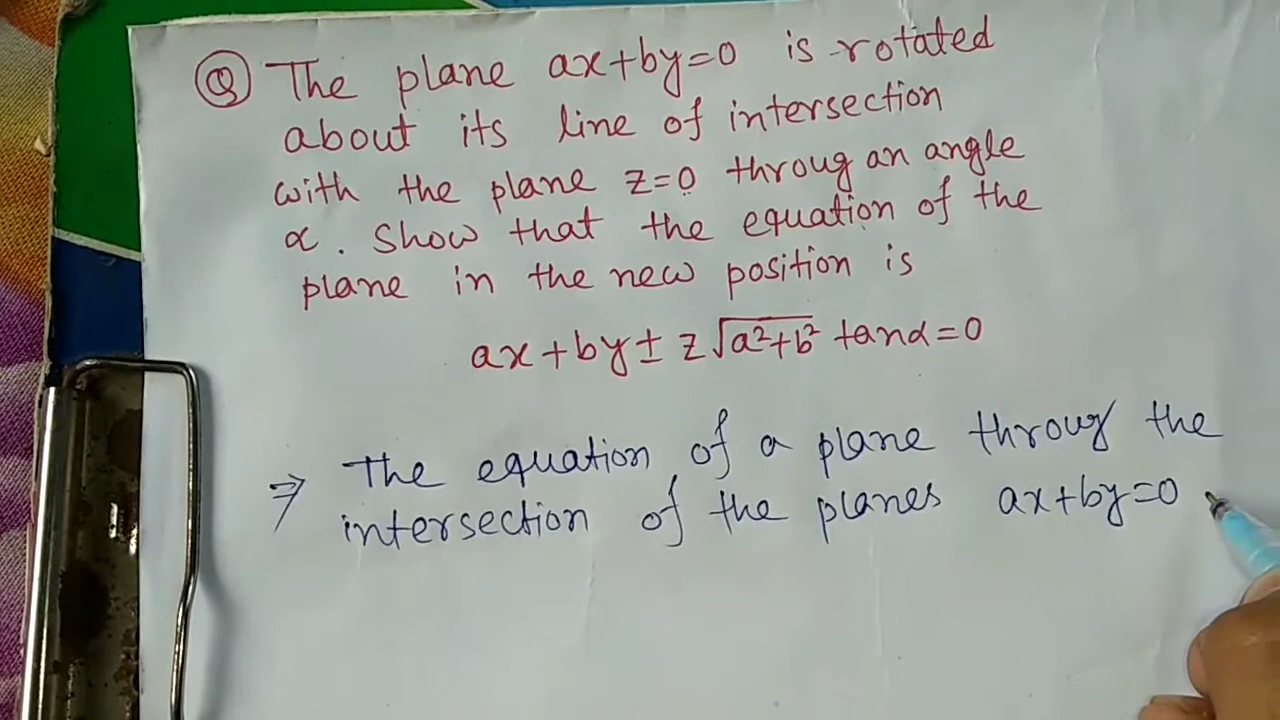 Q The plane ax+by=0 is rotated
about its line of intersection
with the plane z=0 throug an angle
α. Show that the equation of the
plane in the new position is
ax+by± z√(a²+b²) tanα=0
⇒ The equation of a plane throug the
intersection of the planes ax+by=0